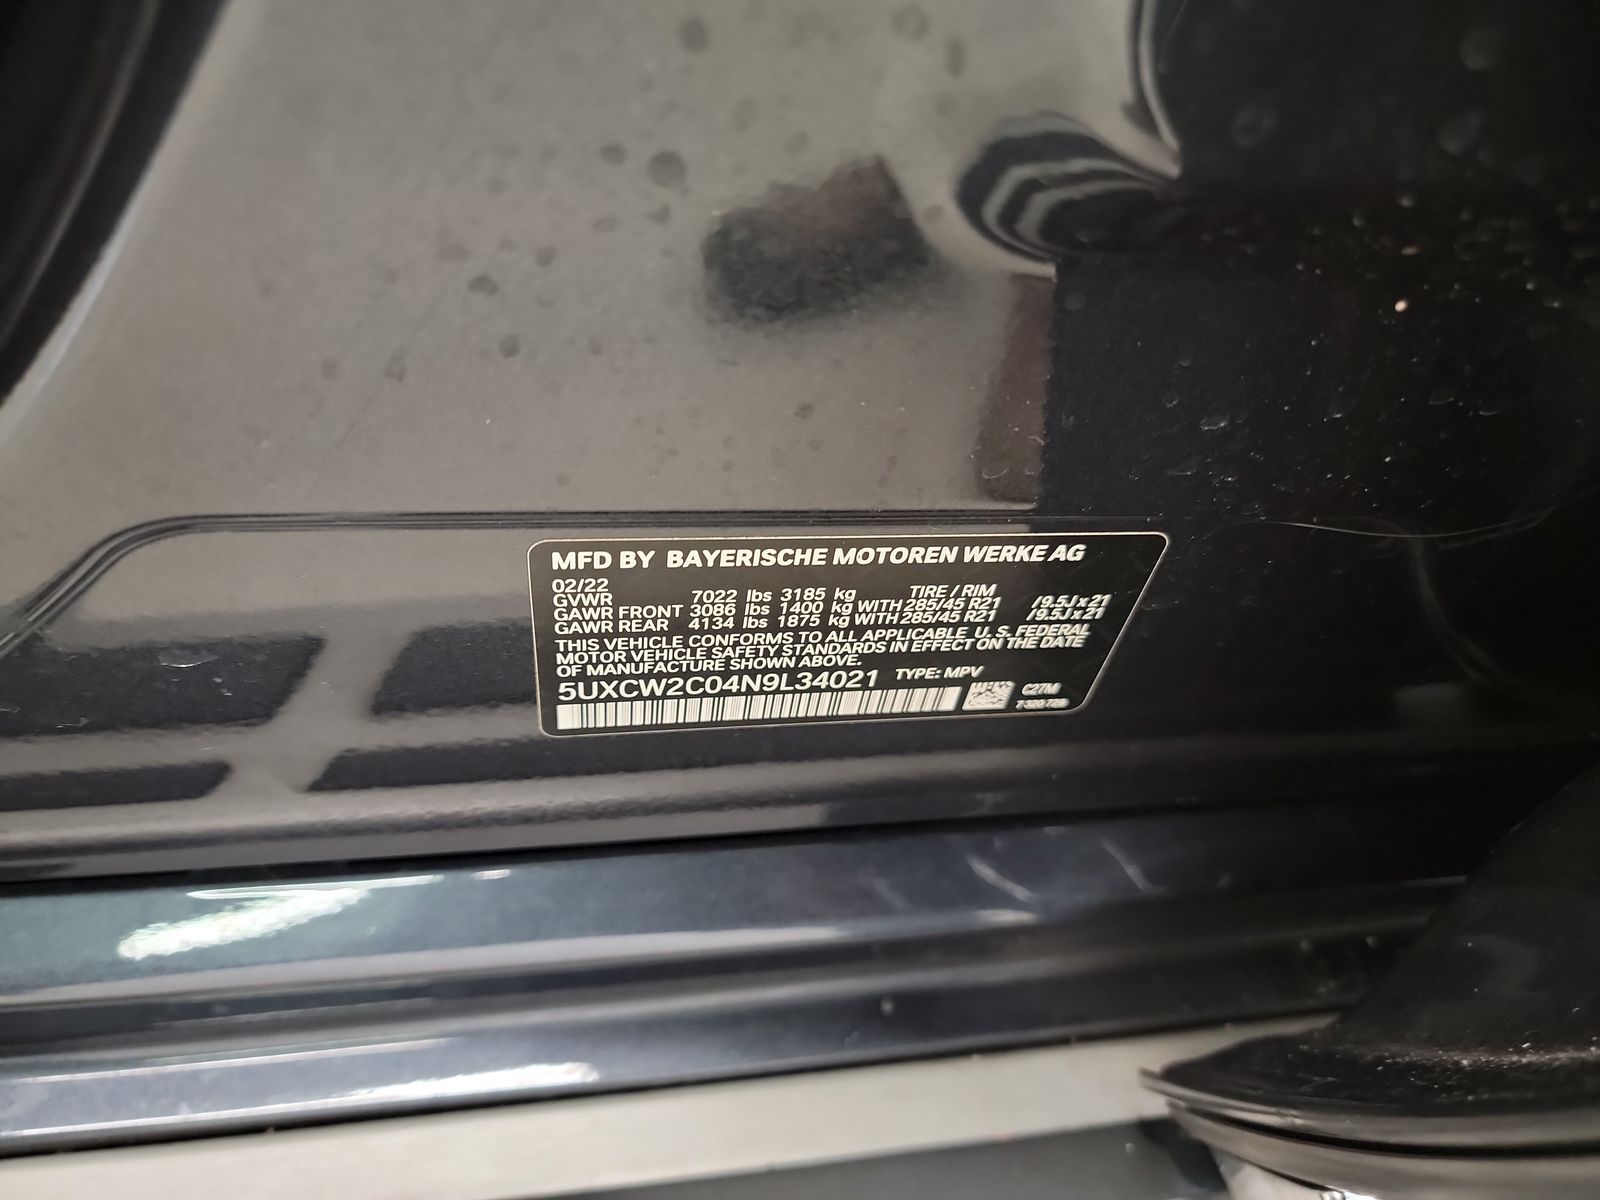 MFD BY BAYERISCHE MOTOREN WERKE AG
02/22
GVWR 7022 lbs 3185 kg TIRE / RIM
GAWR FRONT 3086 lbs 1400 kg WITH 285/45 R21 /9.5J x 21
GAWR REAR 4134 lbs 1875 kg WITH 285/45 R21 /9.5J x 21
THIS VEHICLE CONFORMS TO ALL APPLICABLE U. S. FEDERAL
MOTOR VEHICLE SAFETY STANDARDS IN EFFECT ON THE DATE
OF MANUFACTURE SHOWN ABOVE.
5UXCW2C04N9L34021 TYPE: MPV
C27M